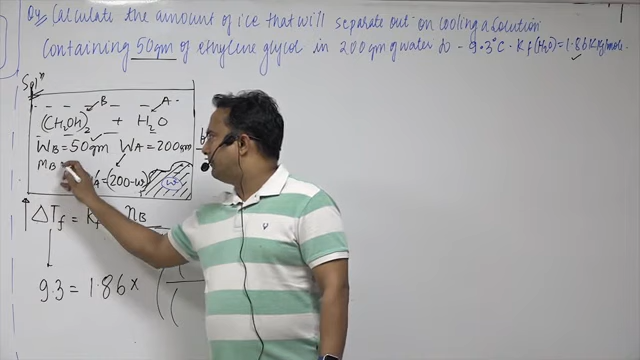 Q4 Calculate the amount of ice that will separate out on cooling a solution
Containing 50gm of ethylene glycol in 200gm of water to -9.3°C. Kf(H2O)=1.86K kg/mole.
Sol^n
B A
(CH2OH)2 + H2O
WB=50gm WA=200gm
MB =
A=(200-w)
ΔTf = Kf nB
9.3 = 1.86 × (